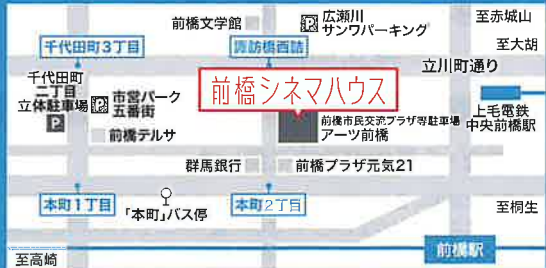 前橋文学館
広瀬川
サンワパーキング
至赤城山
千代田町3丁目
諏訪橋西詰
至大胡
立川町通り
千代田町
二丁目
立体駐車場
P
P
市営パーク
五番街
前橋シネマハウス
前橋市民交流プラザ専駐車場
アーツ前橋
上毛電鉄
中央前橋駅
前橋テルサ
群馬銀行
前橋プラザ元気21
本町1丁目
「本町」バス停
本町2丁目
至桐生
至高崎
前橋駅